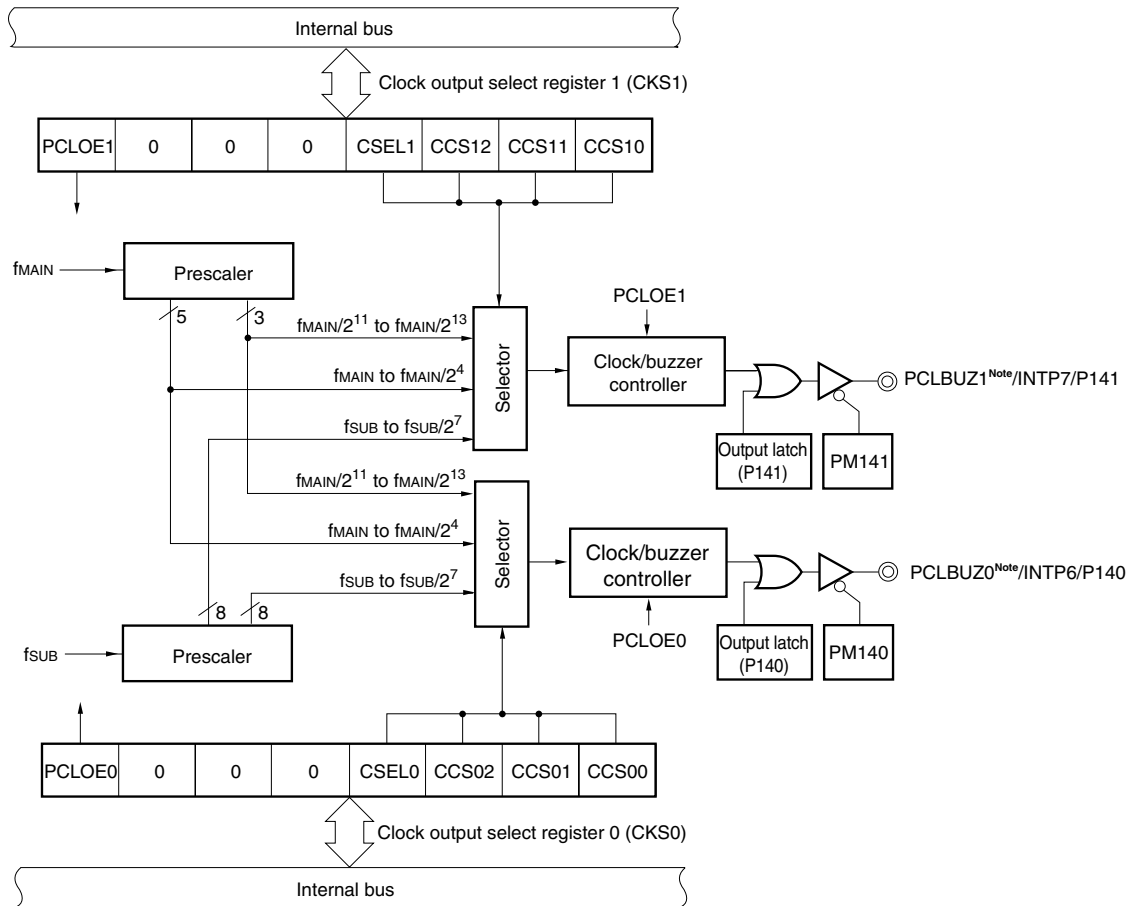 Internal bus
Clock output select register 1 (CKS1)
PCLOE1 0 0 0 CSEL1 CCS12 CCS11 CCS10
fMAIN
Prescaler
5 3
PCLOE1
fMAIN/2^11 to fMAIN/2^13
fMAIN to fMAIN/2^4
fSUB to fSUB/2^7
Selector
Clock/buzzer
controller
PCLBUZ1^Note/INTP7/P141
Output latch
(P141)
PM141
fMAIN/2^11 to fMAIN/2^13
fMAIN to fMAIN/2^4
fSUB to fSUB/2^7
Selector
Clock/buzzer
controller
PCLBUZ0^Note/INTP6/P140
8 8
PCLOE0
Output latch
(P140)
PM140
fSUB
Prescaler
PCLOE0 0 0 0 CSEL0 CCS02 CCS01 CCS00
Clock output select register 0 (CKS0)
Internal bus